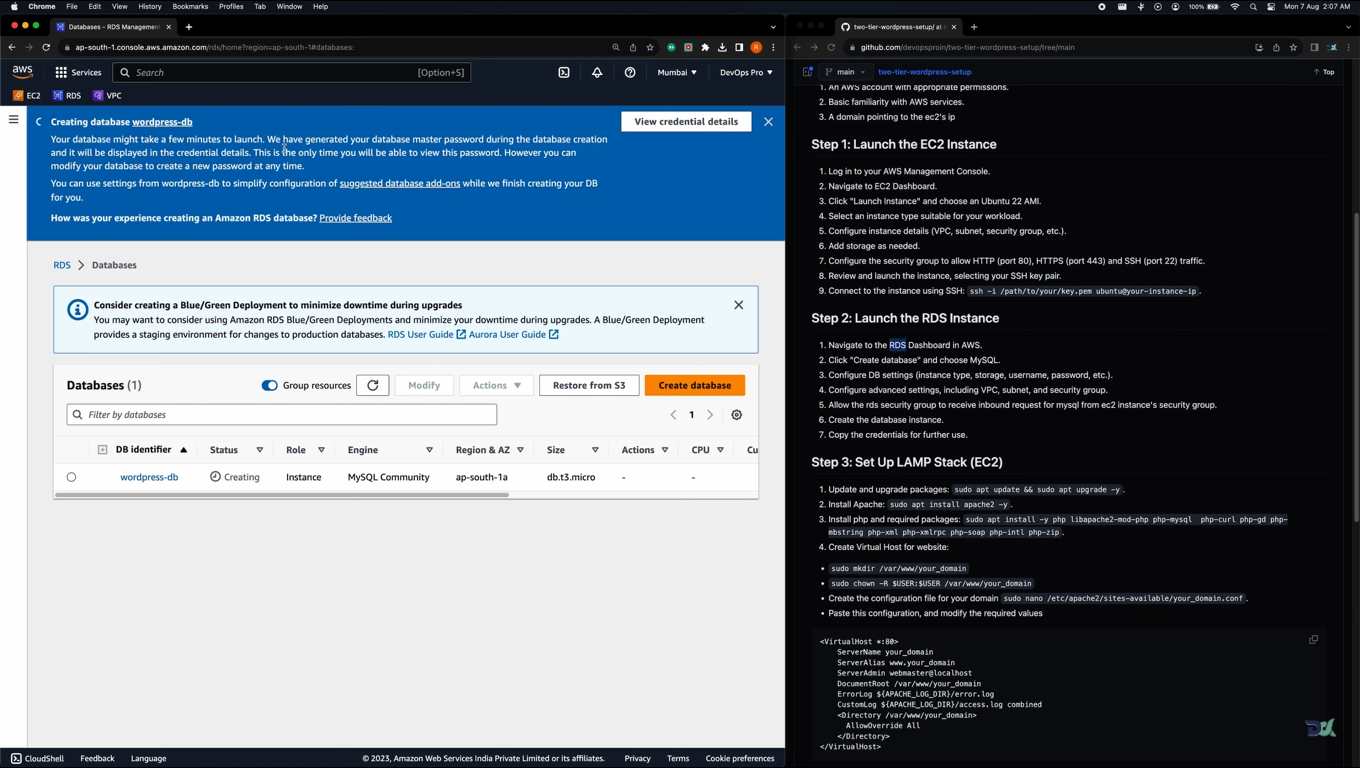 Chrome File Edit View History Bookmarks Profiles Tab Window Help 100% Mon 7 Aug 2:07 AM
Databases - RDS Management
two-tier-wordpress-setup/ at
ap-south-1.console.aws.amazon.com/rds/home?region=ap-south-1#databases:
github.com/devopsproin/two-tier-wordpress-setup/tree/main
aws Services Search [Option+S] Mumbai DevOps Pro
EC2 RDS VPC
main two-tier-wordpress-setup Top
Creating database wordpress-db
View credential details
Your database might take a few minutes to launch. We have generated your database master password during the database creation
and it will be displayed in the credential details. This is the only time you will be able to view this password. However you can
modify your database to create a new password at any time.
You can use settings from wordpress-db to simplify configuration of suggested database add-ons while we finish creating your DB
for you.
How was your experience creating an Amazon RDS database? Provide feedback
RDS Databases
Consider creating a Blue/Green Deployment to minimize downtime during upgrades
You may want to consider using Amazon RDS Blue/Green Deployments and minimize your downtime during upgrades. A Blue/Green Deployment
provides a staging environment for changes to production databases. RDS User Guide Aurora User Guide
Databases (1) Group resources Modify Actions Restore from S3 Create database
Filter by databases 1
DB identifier Status Role Engine Region & AZ Size Actions CPU Cu
wordpress-db Creating Instance MySQL Community ap-south-1a db.t3.micro - -
CloudShell Feedback Language © 2023, Amazon Web Services India Private Limited or its affiliates. Privacy Terms Cookie preferences
1. An AWS account with appropriate permissions.
2. Basic familiarity with AWS services.
3. A domain pointing to the ec2's ip
Step 1: Launch the EC2 Instance
1. Log in to your AWS Management Console.
2. Navigate to EC2 Dashboard.
3. Click "Launch Instance" and choose an Ubuntu 22 AMI.
4. Select an instance type suitable for your workload.
5. Configure instance details (VPC, subnet, security group, etc.).
6. Add storage as needed.
7. Configure the security group to allow HTTP (port 80), HTTPS (port 443) and SSH (port 22) traffic.
8. Review and launch the instance, selecting your SSH key pair.
9. Connect to the instance using SSH: ssh -i /path/to/your/key.pem ubuntu@your-instance-ip .
Step 2: Launch the RDS Instance
1. Navigate to the RDS Dashboard in AWS.
2. Click "Create database" and choose MySQL.
3. Configure DB settings (instance type, storage, username, password, etc.).
4. Configure advanced settings, including VPC, subnet, and security group.
5. Allow the rds security group to receive inbound request for mysql from ec2 instance's security group.
6. Create the database instance.
7. Copy the credentials for further use.
Step 3: Set Up LAMP Stack (EC2)
1. Update and upgrade packages: sudo apt update && sudo apt upgrade -y .
2. Install Apache: sudo apt install apache2 -y .
3. Install php and required packages: sudo apt install -y php libapache2-mod-php php-mysql php-curl php-gd php-
mbstring php-xml php-xmlrpc php-soap php-intl php-zip .
4. Create Virtual Host for website:
• sudo mkdir /var/www/your_domain
• sudo chown -R $USER:$USER /var/www/your_domain
• Create the configuration file for your domain sudo nano /etc/apache2/sites-available/your_domain.conf .
• Paste this configuration, and modify the required values
<VirtualHost *:80>
ServerName your_domain
ServerAlias www.your_domain
ServerAdmin webmaster@localhost
DocumentRoot /var/www/your_domain
ErrorLog ${APACHE_LOG_DIR}/error.log
CustomLog ${APACHE_LOG_DIR}/access.log combined
<Directory /var/www/your_domain>
AllowOverride All
</Directory>
</VirtualHost>